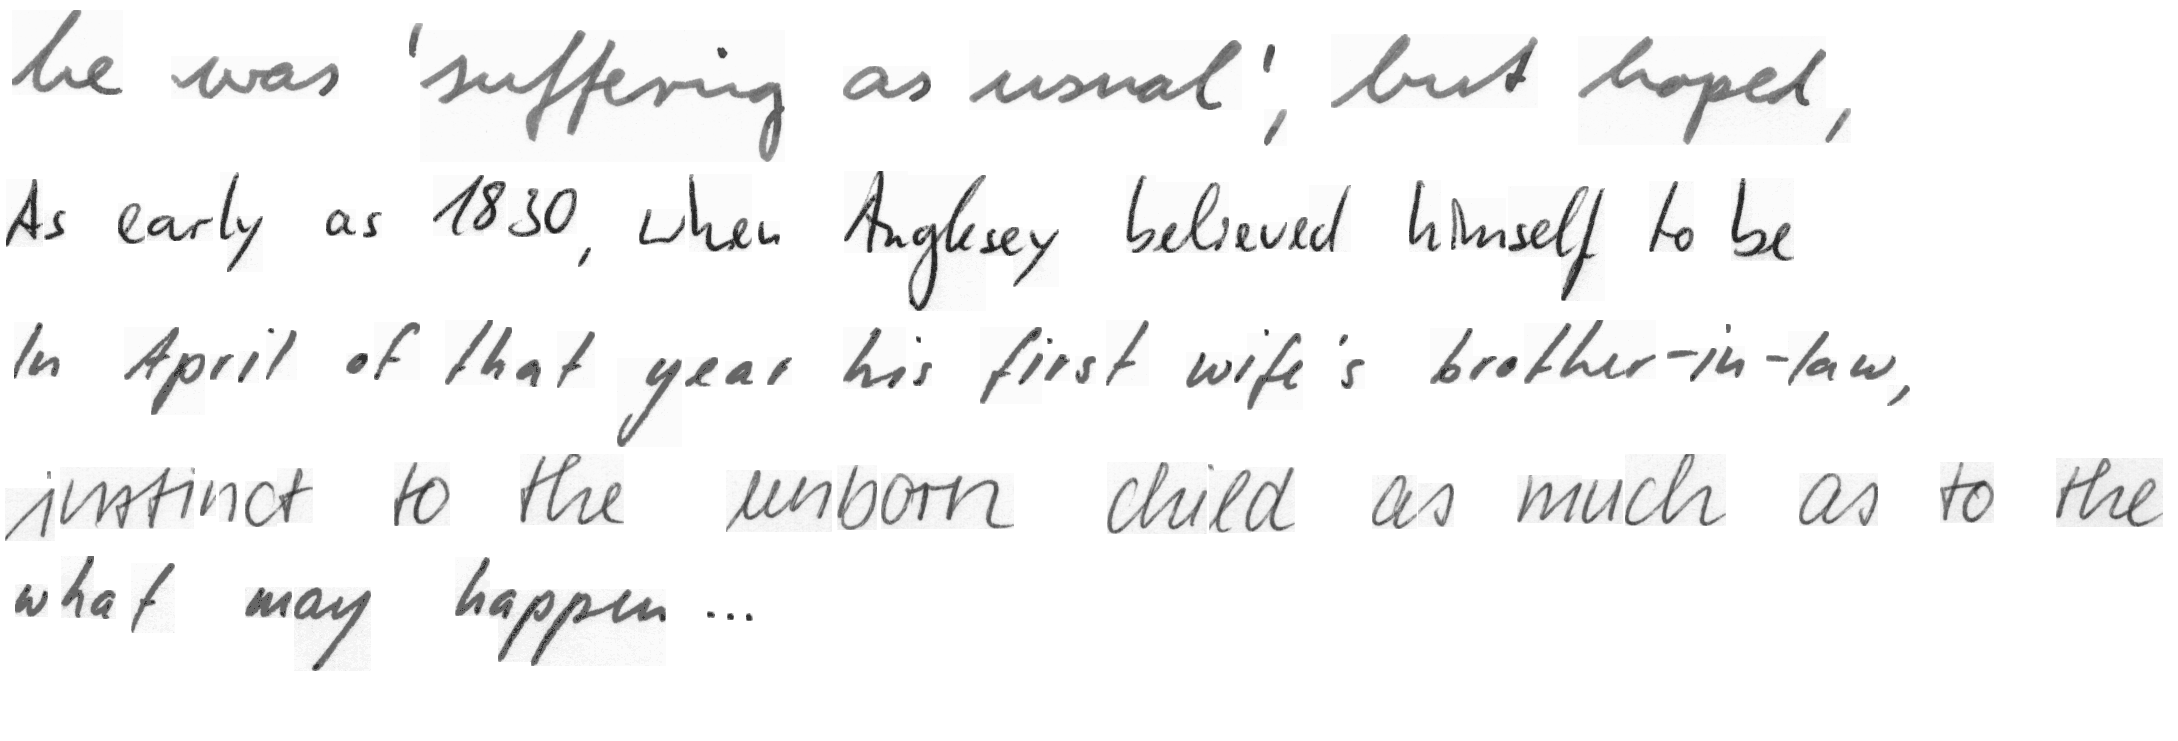 he was 'suffering as usual', but hoped,
As early as 1830, when Anglesey believed himself to be
In April of that year his first wife's brother-in-law,
instinct to the unborn child as much as to the
what may happen...